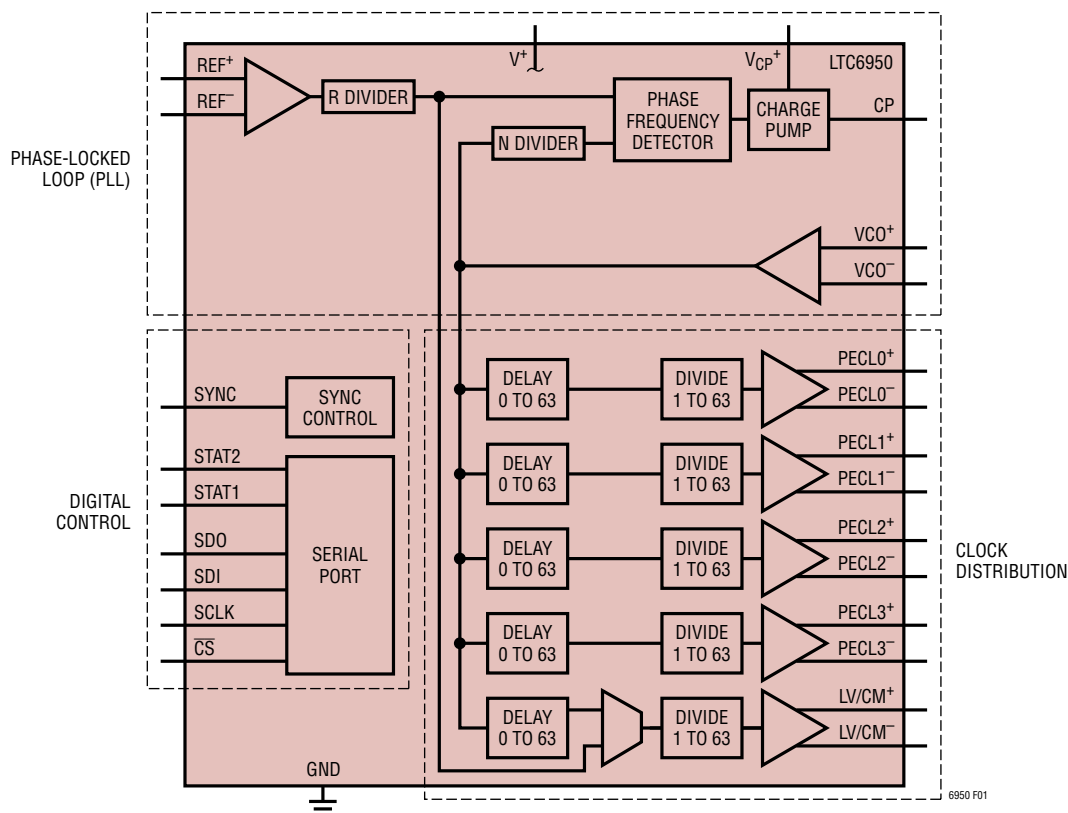 V⁺
V_CP⁺
LTC6950
REF⁺
REF⁻
R DIVIDER
N DIVIDER
PHASE
FREQUENCY
DETECTOR
CHARGE
PUMP
CP
PHASE-LOCKED
LOOP (PLL)
VCO⁺
VCO⁻
SYNC
SYNC
CONTROL
STAT2
STAT1
SDO
SDI
SCLK
C̅S̅
SERIAL
PORT
DIGITAL
CONTROL
GND
DELAY
0 TO 63
DIVIDE
1 TO 63
PECL0⁺
PECL0⁻
DELAY
0 TO 63
DIVIDE
1 TO 63
PECL1⁺
PECL1⁻
DELAY
0 TO 63
DIVIDE
1 TO 63
PECL2⁺
PECL2⁻
DELAY
0 TO 63
DIVIDE
1 TO 63
PECL3⁺
PECL3⁻
DELAY
0 TO 63
DIVIDE
1 TO 63
LV/CM⁺
LV/CM⁻
CLOCK
DISTRIBUTION
6950 F01